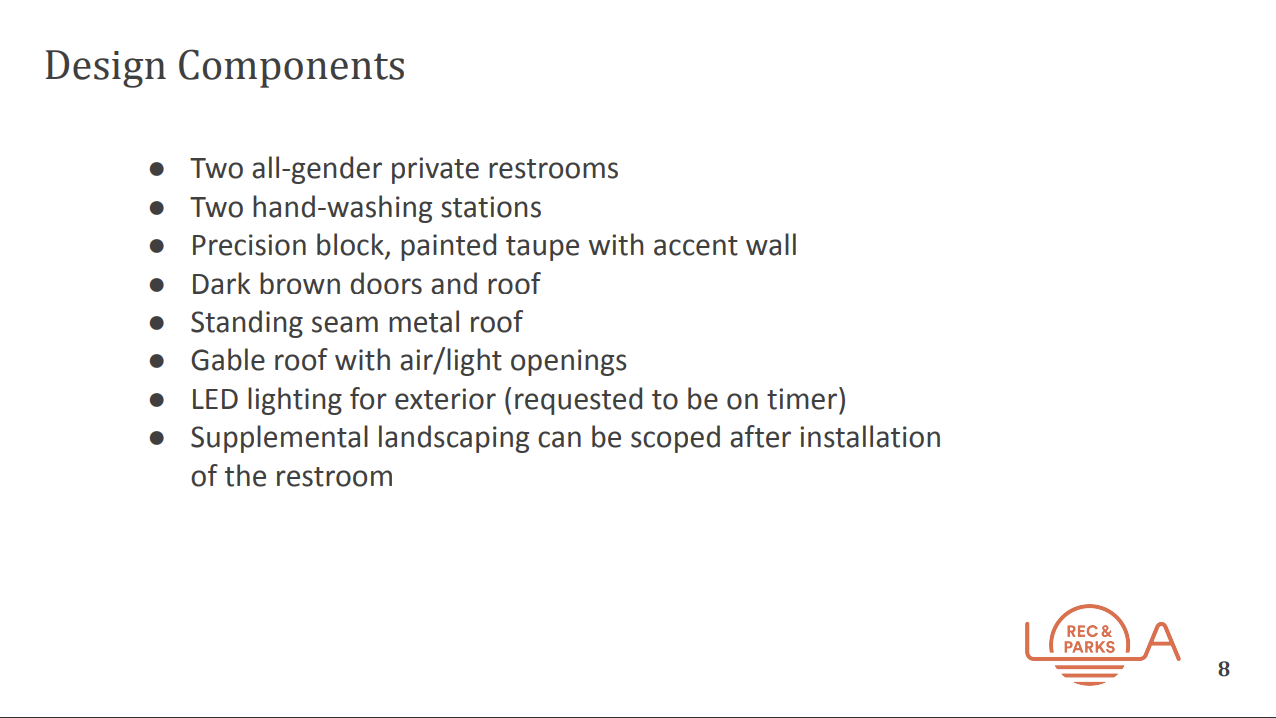 Design Components
● Two all-gender private restrooms
● Two hand-washing stations
● Precision block, painted taupe with accent wall
● Dark brown doors and roof
● Standing seam metal roof
● Gable roof with air/light openings
● LED lighting for exterior (requested to be on timer)
● Supplemental landscaping can be scoped after installation
of the restroom
L A
REC &
PARKS
8